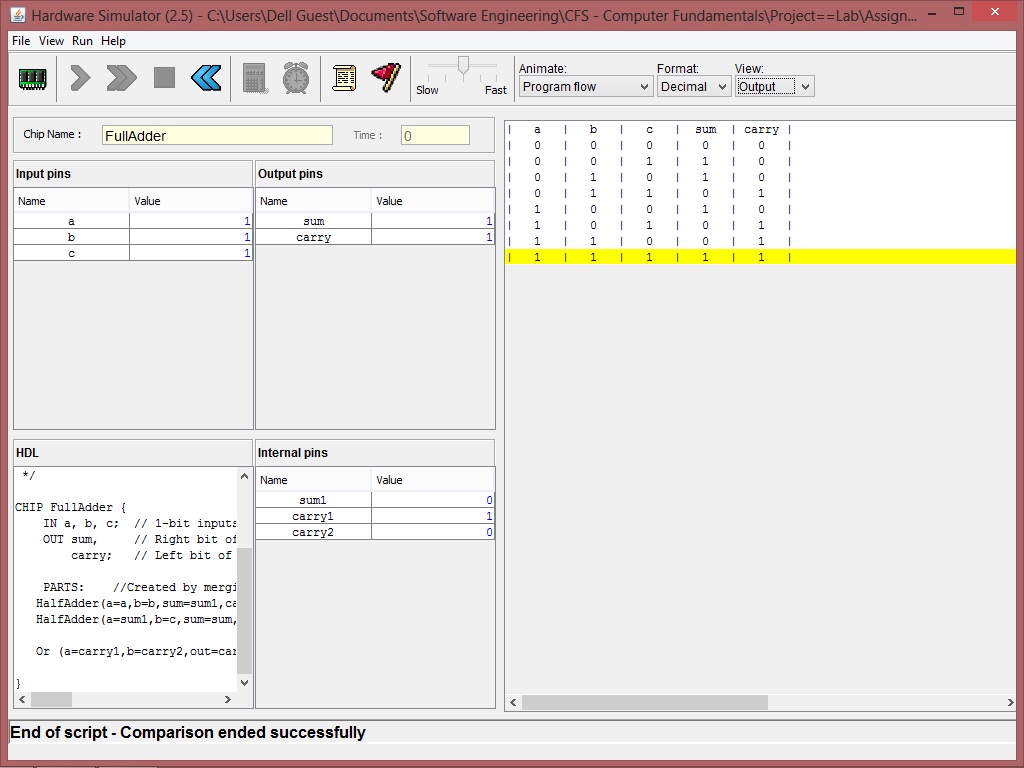 Hardware Simulator (2.5) - C:\Users\Dell Guest\Documents\Software Engineering\CFS - Computer Fundamentals\Project==Lab\Assign...
File View Run Help
Slow Fast
Animate: Format: View:
Program flow Decimal Output
Chip Name : FullAdder Time : 0
Input pins
Name Value
a 1
b 1
c 1
Output pins
Name Value
sum 1
carry 1
| a | b | c | sum | carry |
| 0 | 0 | 0 | 0 | 0 |
| 0 | 0 | 1 | 1 | 0 |
| 0 | 1 | 0 | 1 | 0 |
| 0 | 1 | 1 | 0 | 1 |
| 1 | 0 | 0 | 1 | 0 |
| 1 | 0 | 1 | 0 | 1 |
| 1 | 1 | 0 | 0 | 1 |
| 1 | 1 | 1 | 1 | 1 |
HDL
*/
CHIP FullAdder {
IN a, b, c; // 1-bit inputs
OUT sum, // Right bit of
carry; // Left bit of
PARTS: //Created by mergi
HalfAdder(a=a,b=b,sum=sum1,ca
HalfAdder(a=sum1,b=c,sum=sum,
Or (a=carry1,b=carry2,out=car
}
Internal pins
Name Value
sum1 0
carry1 1
carry2 0
End of script - Comparison ended successfully